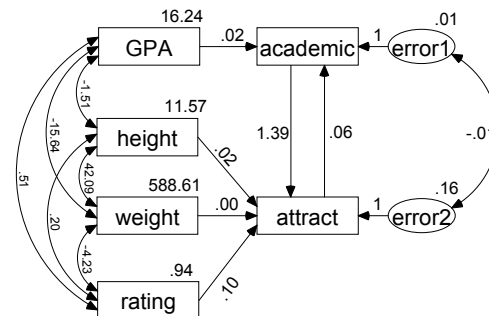 16.24
.01
GPA
.02
academic
1
error1
-1.51
11.57
1.39
.06
-.01
-15.64
height
.02
.51
42.09
588.61
.16
.20
weight
.00
attract
1
error2
-4.23
.94
.10
rating